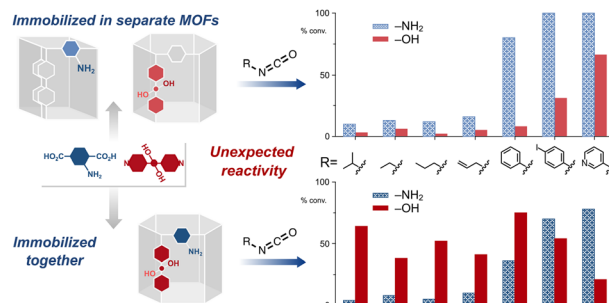 Immobilized in separate MOFs
NH₂
OH
HO
R
N=C=O
100
% conv.
50
0
–NH₂
–OH
HO₂C
CO₂H
NH₂
N
HO
OH
N
Unexpected
reactivity
R=
I
N
Immobilized
together
NH₂
OH
HO
R
N=C=O
100
% conv.
50
–NH₂
–OH